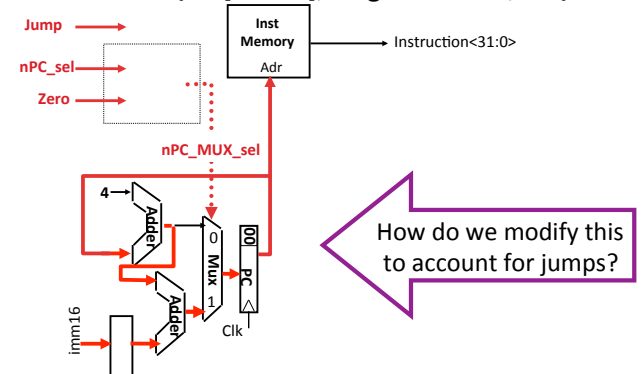 Jump
nPC_sel
Zero
Inst
Memory
Adr
Instruction<31:0>
nPC_MUX_sel
4
Adder
0
Mux
1
00
PC
Clk
Adder
imm16
How do we modify this
to account for jumps?